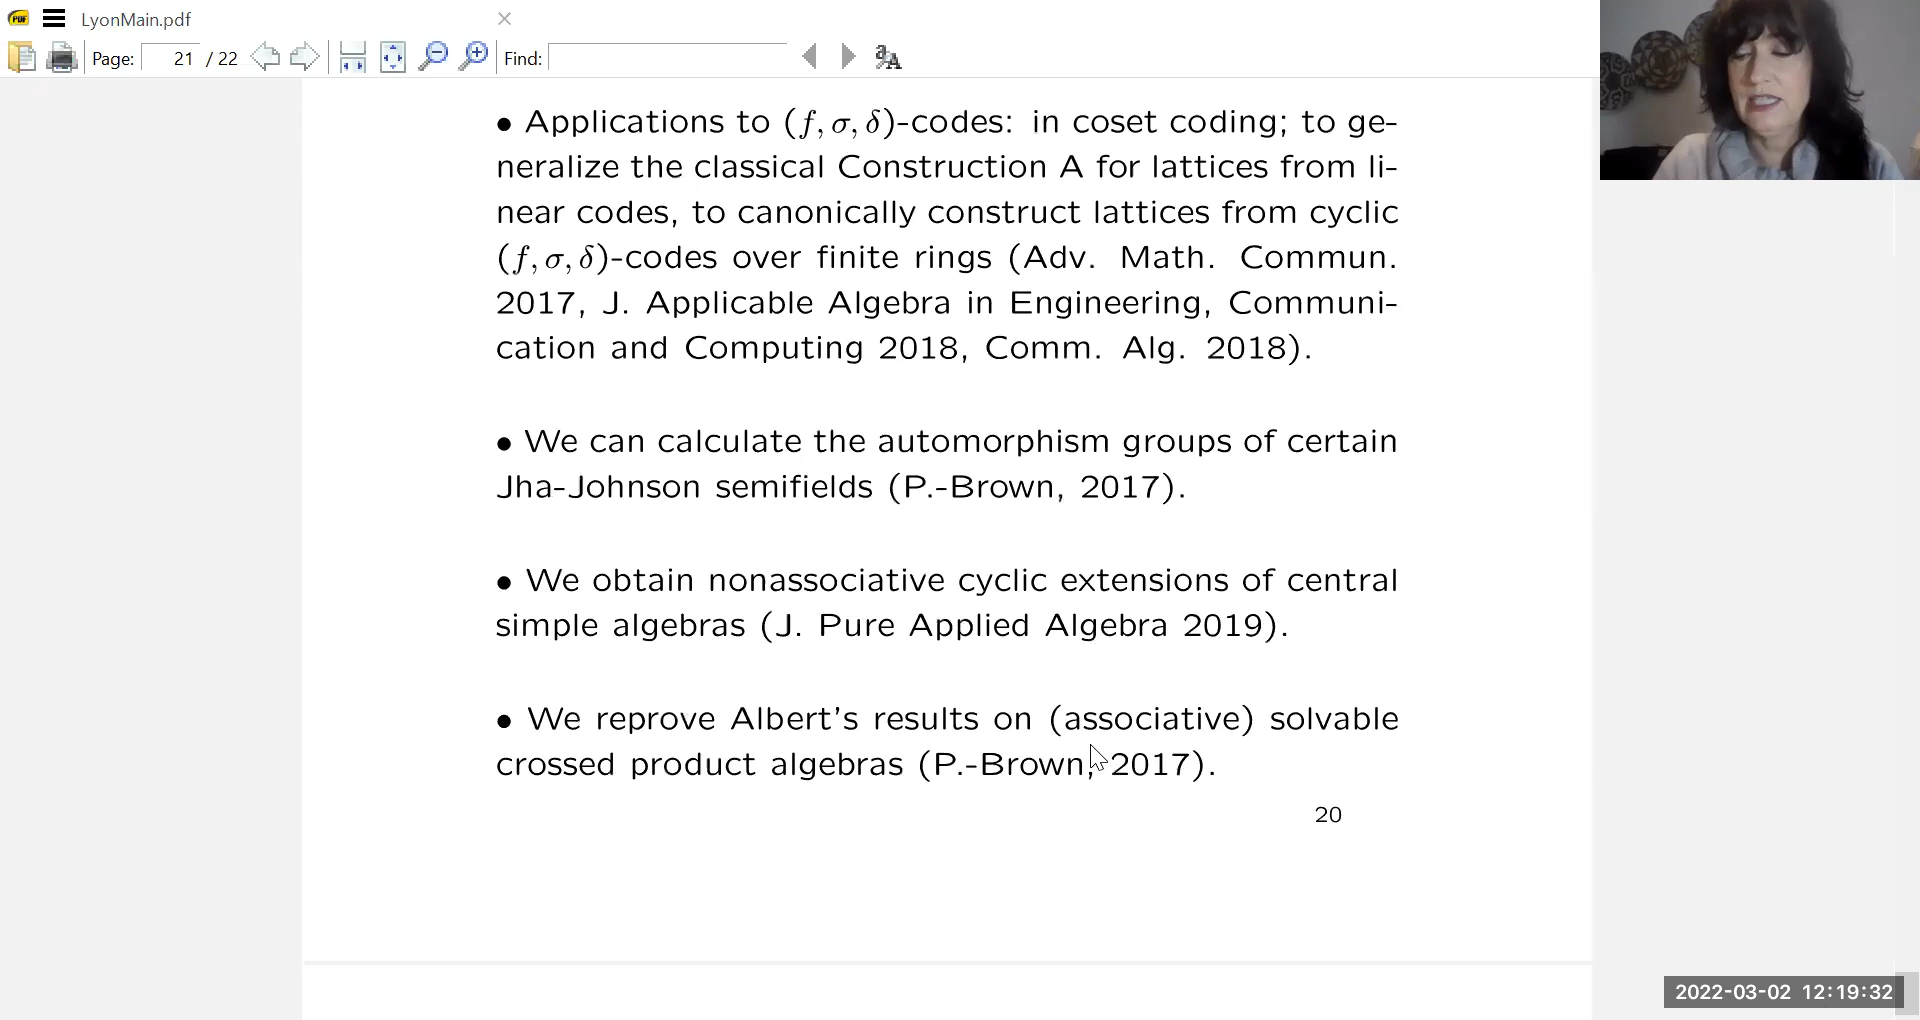 LyonMain.pdf
Page: 21 / 22 Find:
• Applications to (f, σ, δ)-codes: in coset coding; to ge-
neralize the classical Construction A for lattices from li-
near codes, to canonically construct lattices from cyclic
(f, σ, δ)-codes over finite rings (Adv. Math. Commun.
2017, J. Applicable Algebra in Engineering, Communi-
cation and Computing 2018, Comm. Alg. 2018).
• We can calculate the automorphism groups of certain
Jha-Johnson semifields (P.-Brown, 2017).
• We obtain nonassociative cyclic extensions of central
simple algebras (J. Pure Applied Algebra 2019).
• We reprove Albert's results on (associative) solvable
crossed product algebras (P.-Brown, 2017).
20
2022-03-02 12:19:32